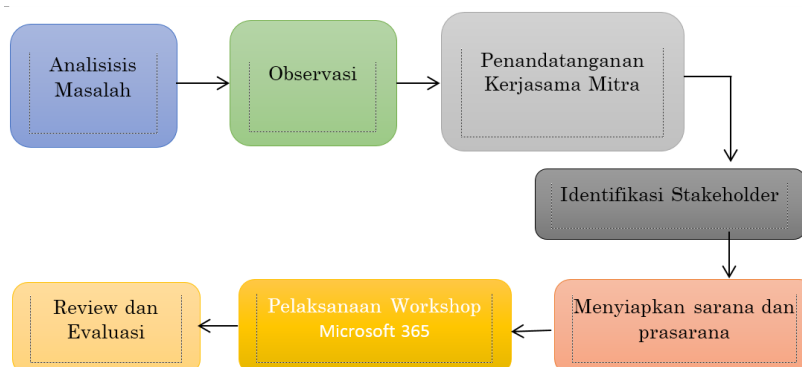 Analisisis
Masalah
Observasi
Penandatanganan
Kerjasama Mitra
Identifikasi Stakeholder
Menyiapkan sarana dan
prasarana
Pelaksanaan Workshop
Microsoft 365
Review dan
Evaluasi